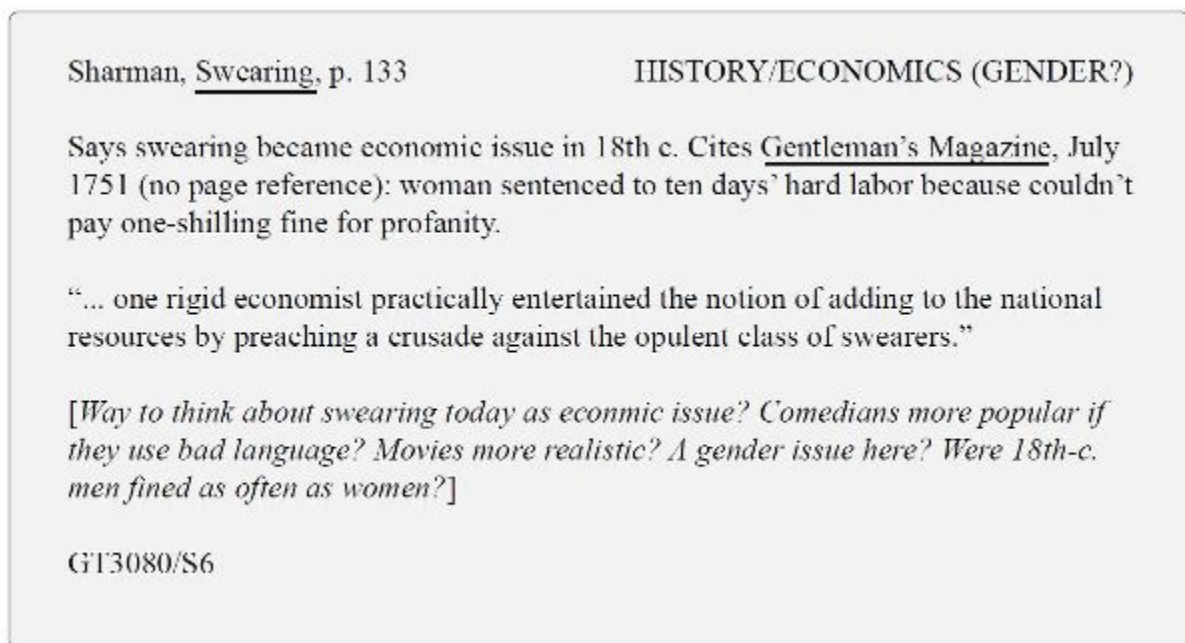 Sharman, Swearing, p. 133 HISTORY/ECONOMICS (GENDER?)
Says swearing became economic issue in 18th c. Cites Gentleman's Magazine, July
1751 (no page reference): woman sentenced to ten days' hard labor because couldn't
pay one-shilling fine for profanity.
"... one rigid economist practically entertained the notion of adding to the national
resources by preaching a crusade against the opulent class of swearers."
[Way to think about swearing today as econmic issue? Comedians more popular if
they use bad language? Movies more realistic? A gender issue here? Were 18th-c.
men fined as often as women?]
GT3080/S6